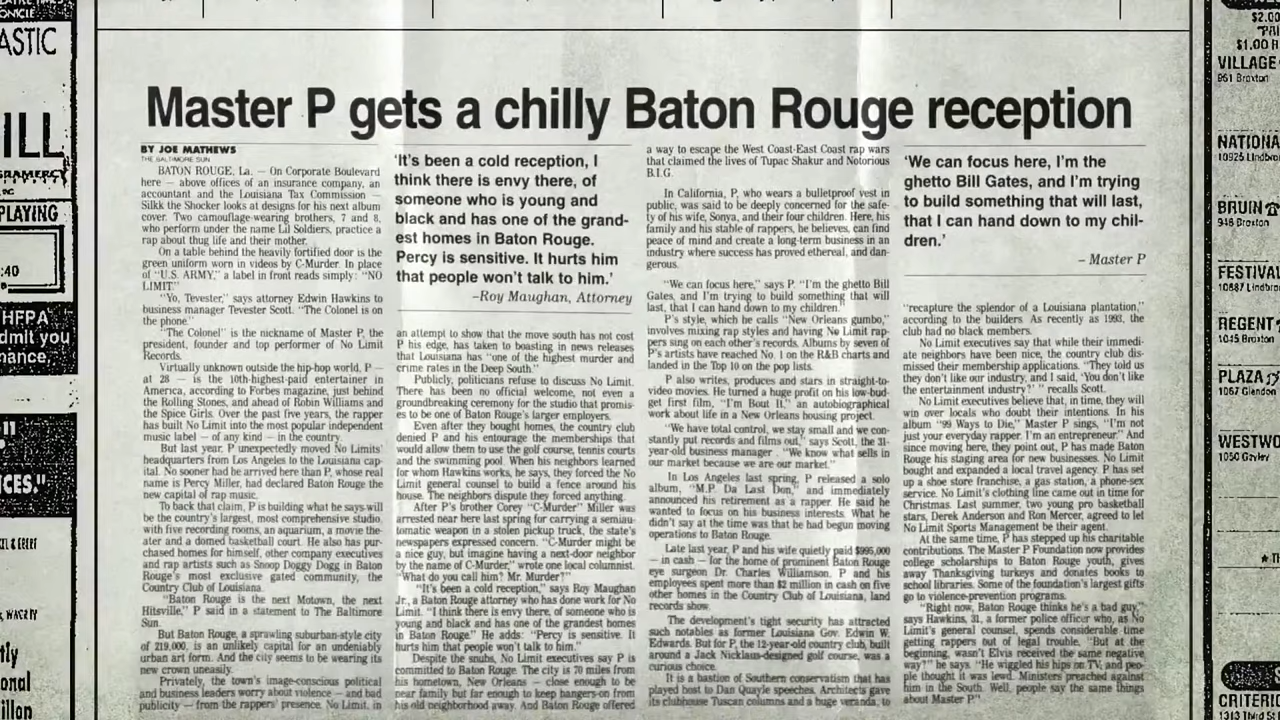 ONICLE
ASTIC
ILL
GRAMERCY
PLAYING
:40
HFPA
dmit you
nance,
ICES."
tly
onal
illon
Master P gets a chilly Baton Rouge reception
BY JOE MATHEWS
THE BALTIMORE SUN
BATON ROUGE, La. — On Corporate Boulevard
here — above offices of an insurance company, an
accountant and the Louisiana Tax Commission —
Silkk the Shocker looks at designs for his next album
cover. Two camouflage-wearing brothers, 7 and 8,
who perform under the name Lil Soldiers, practice a
rap about thug life and their mother.
On a table behind the heavily fortified door is the
green uniform worn in videos by C-Murder. In place
of "U.S. ARMY," a label in front reads simply: "NO
LIMIT."
"Yo, Tevester," says attorney Edwin Hawkins to
business manager Tevester Scott. "The Colonel is on
the phone."
"The Colonel" is the nickname of Master P, the
president, founder and top performer of No Limit
Records.
Virtually unknown outside the hip-hop world, P —
at 28 — is the 10th-highest-paid entertainer in
America, according to Forbes magazine, just behind
the Rolling Stones, and ahead of Robin Williams and
the Spice Girls. Over the past five years, the rapper
has built No Limit into the most popular independent
music label — of any kind — in the country.
But last year, P unexpectedly moved No Limits'
headquarters from Los Angeles to the Louisiana cap-
ital. No sooner had he arrived here than P, whose real
name is Percy Miller, had declared Baton Rouge the
new capital of rap music.
To back that claim, P is building what he says will
be the country's largest, most comprehensive studio,
with five recording rooms, an aquarium, a movie the-
ater and a domed basketball court. He also has pur-
chased homes for himself, other company executives
and rap artists such as Snoop Doggy Dogg in Baton
Rouge's most exclusive gated community, the
Country Club of Louisiana.
"Baton Rouge is the next Motown, the next
Hitsville," P said in a statement to The Baltimore
Sun.
But Baton Rouge, a sprawling suburban-style city
of 219,000, is an unlikely capital for an undeniably
urban art form. And the city seems to be wearing its
new crown uneasily.
Privately, the town's image-conscious political
and business leaders worry about violence — and bad
publicity — from the rappers' presence. No Limit, in
'It's been a cold reception, I
think there is envy there, of
someone who is young and
black and has one of the grand-
est homes in Baton Rouge.
Percy is sensitive. It hurts him
that people won't talk to him.'
–Roy Maughan, Attorney
an attempt to show that the move south has not cost
P his edge, has taken to boasting in news releases
that Louisiana has "one of the highest murder and
crime rates in the Deep South."
Publicly, politicians refuse to discuss No Limit.
There has been no official welcome, not even a
groundbreaking ceremony for the studio that promis-
es to be one of Baton Rouge's larger employers.
Even after they bought homes, the country club
denied P and his entourage the memberships that
would allow them to use the golf course, tennis courts
and the swimming pool. When his neighbors learned
for whom Hawkins works, he says, they forced the No
Limit general counsel to build a fence around his
house. The neighbors dispute they forced anything.
After P's brother Corey "C-Murder" Miller was
arrested near here last spring for carrying a semiau-
tomatic weapon in a stolen pickup truck, the state's
newspapers expressed concern. "C-Murder might be
a nice guy, but imagine having a next-door neighbor
by the name of C-Murder," wrote one local columnist.
"What do you call him? Mr. Murder?"
"It's been a cold reception," says Roy Maughan
Jr., a Baton Rouge attorney who has done work for No
Limit. "I think there is envy there, of someone who is
young and black and has one of the grandest homes
in Baton Rouge." He adds: "Percy is sensitive. It
hurts him that people won't talk to him."
Despite the snubs, No Limit executives say P is
committed to Baton Rouge. The city is 70 miles from
his hometown, New Orleans — close enough to be
near family but far enough to keep bangers-on from
his old neighborhood away. And Baton Rouge offered
a way to escape the West Coast-East Coast rap wars
that claimed the lives of Tupac Shakur and Notorious
B.I.G.
In California, P, who wears a bulletproof vest in
public, was said to be deeply concerned for the safe-
ty of his wife, Sonya, and their four children. Here, his
family and his stable of rappers, he believes, can find
peace of mind and create a long-term business in an
industry where success has proved ethereal, and dan-
gerous.
"We can focus here," says P. "I'm the ghetto Bill
Gates, and I'm trying to build something that will
last, that I can hand down to my children."
P's style, which he calls "New Orleans gumbo,"
involves mixing rap styles and having No Limit rap-
pers sing on each other's records. Albums by seven of
P's artists have reached No. 1 on the R&B charts and
landed in the Top 10 on the pop lists.
P also writes, produces and stars in straight-to-
video movies. He turned a huge profit on his low-bud-
get first film, "I'm Bout It," an autobiographical
work about life in a New Orleans housing project.
"We have total control, we stay small and we con-
stantly put records and films out," says Scott, the 31-
year-old business manager. "We know what sells in
our market because we are our market."
In Los Angeles last spring, P released a solo
album, "M.P. Da Last Don," and immediately
announced his retirement as a rapper. He said he
wanted to focus on his business interests. What he
didn't say at the time was that he had begun moving
operations to Baton Rouge.
Late last year, P and his wife quietly paid $995,000
— in cash — for the home of prominent Baton Rouge
eye surgeon Dr. Charles Williamson. P and his
employees spent more than $2 million in cash on five
other homes in the Country Club of Louisiana, land
records show.
The development's tight security has attracted
such notables as former Louisiana Gov. Edwin W.
Edwards. But for P, the 12-year-old country club, built
around a Jack Nicklaus-designed golf course, was a
curious choice.
It is a bastion of Southern conservatism that has
played host to Dan Quayle speeches. Architects gave
its clubhouse Tuscan columns and a huge veranda, to
'We can focus here, I'm the
ghetto Bill Gates, and I'm trying
to build something that will last,
that I can hand down to my chil-
dren.'
– Master P
"recapture the splendor of a Louisiana plantation,"
according to the builders. As recently as 1993, the
club had no black members.
No Limit executives say that while their immedi-
ate neighbors have been nice, the country club dis-
missed their membership applications. "They told us
they don't like our industry, and I said, 'You don't like
the entertainment industry?' " recalls Scott.
No Limit executives believe that, in time, they will
win over locals who doubt their intentions. In his
album "99 Ways to Die," Master P sings, "I'm not
just your everyday rapper. I'm an entrepreneur." And
since moving here, they point out, P has made Baton
Rouge his staging area for new businesses. No Limit
bought and expanded a local travel agency. P has set
up a shoe store franchise, a gas station, a phone-sex
service. No Limit's clothing line came out in time for
Christmas. Last summer, two young pro basketball
stars, Derek Anderson and Ron Mercer, agreed to let
No Limit Sports Management be their agent.
At the same time, P has stepped up his charitable
contributions. The Master P Foundation now provides
college scholarships to Baton Rouge youth, gives
away Thanksgiving turkeys and donates books to
school libraries. Some of the foundation's largest gifts
go to violence-prevention programs.
"Right now, Baton Rouge thinks he's a bad guy,"
says Hawkins, 31, a former police officer who, as No
Limit's general counsel, spends considerable time
getting rappers out of legal trouble. "But at the
beginning, wasn't Elvis received the same negative
way?" he says. "He wiggled his hips on TV, and peo-
ple thought it was lewd. Ministers preached against
him in the South. Well, people say the same things
about Master P."
$2.00
$1.00
VILLAGE
961 Broxton
NATIONA
10925 Lindbro
BRUIN
948 Broxton
FESTIVAL
10887 Lindbro
REGENT
1045 Broxton
PLAZA
1067 Glendon
WESTWO
1050 Gayley
CRITERI
1313 Third St